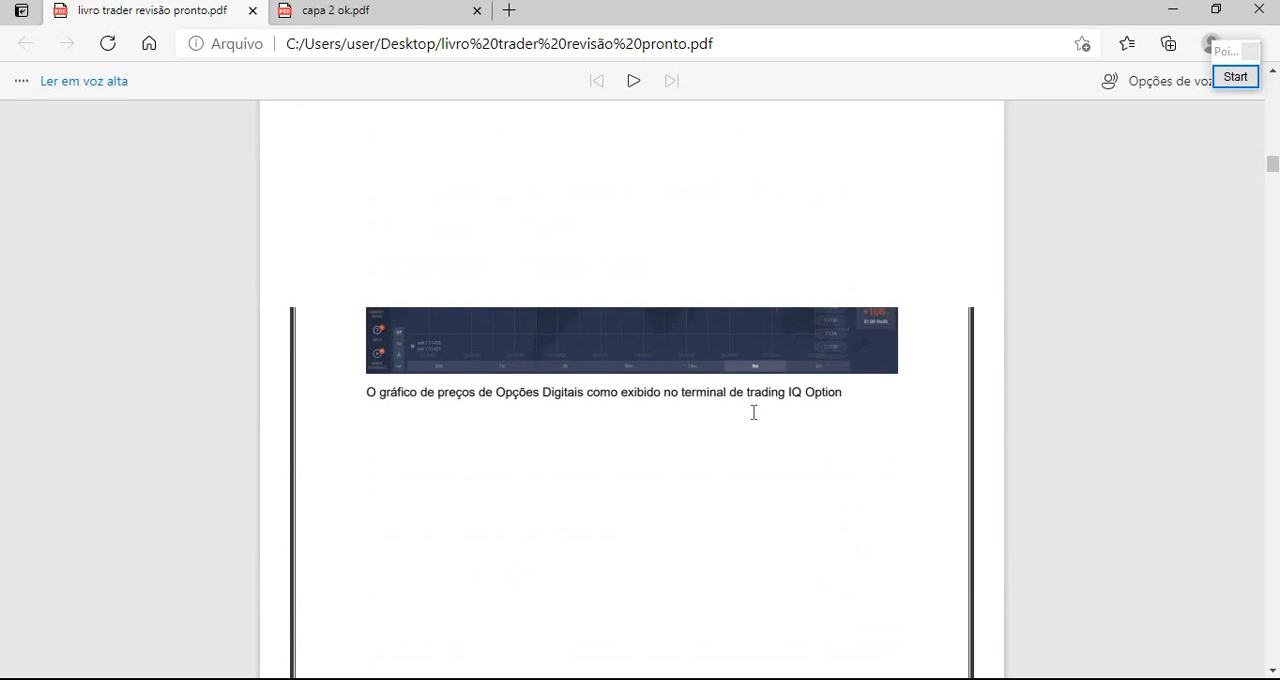 livro trader revisão pronto.pdf
capa 2 ok.pdf
Arquivo
C:/Users/user/Desktop/livro%20trader%20revisão%20pronto.pdf
Poi...
Start
Ler em voz alta
Opções de voz
O gráfico de preços de Opções Digitais como exibido no terminal de trading IQ Option